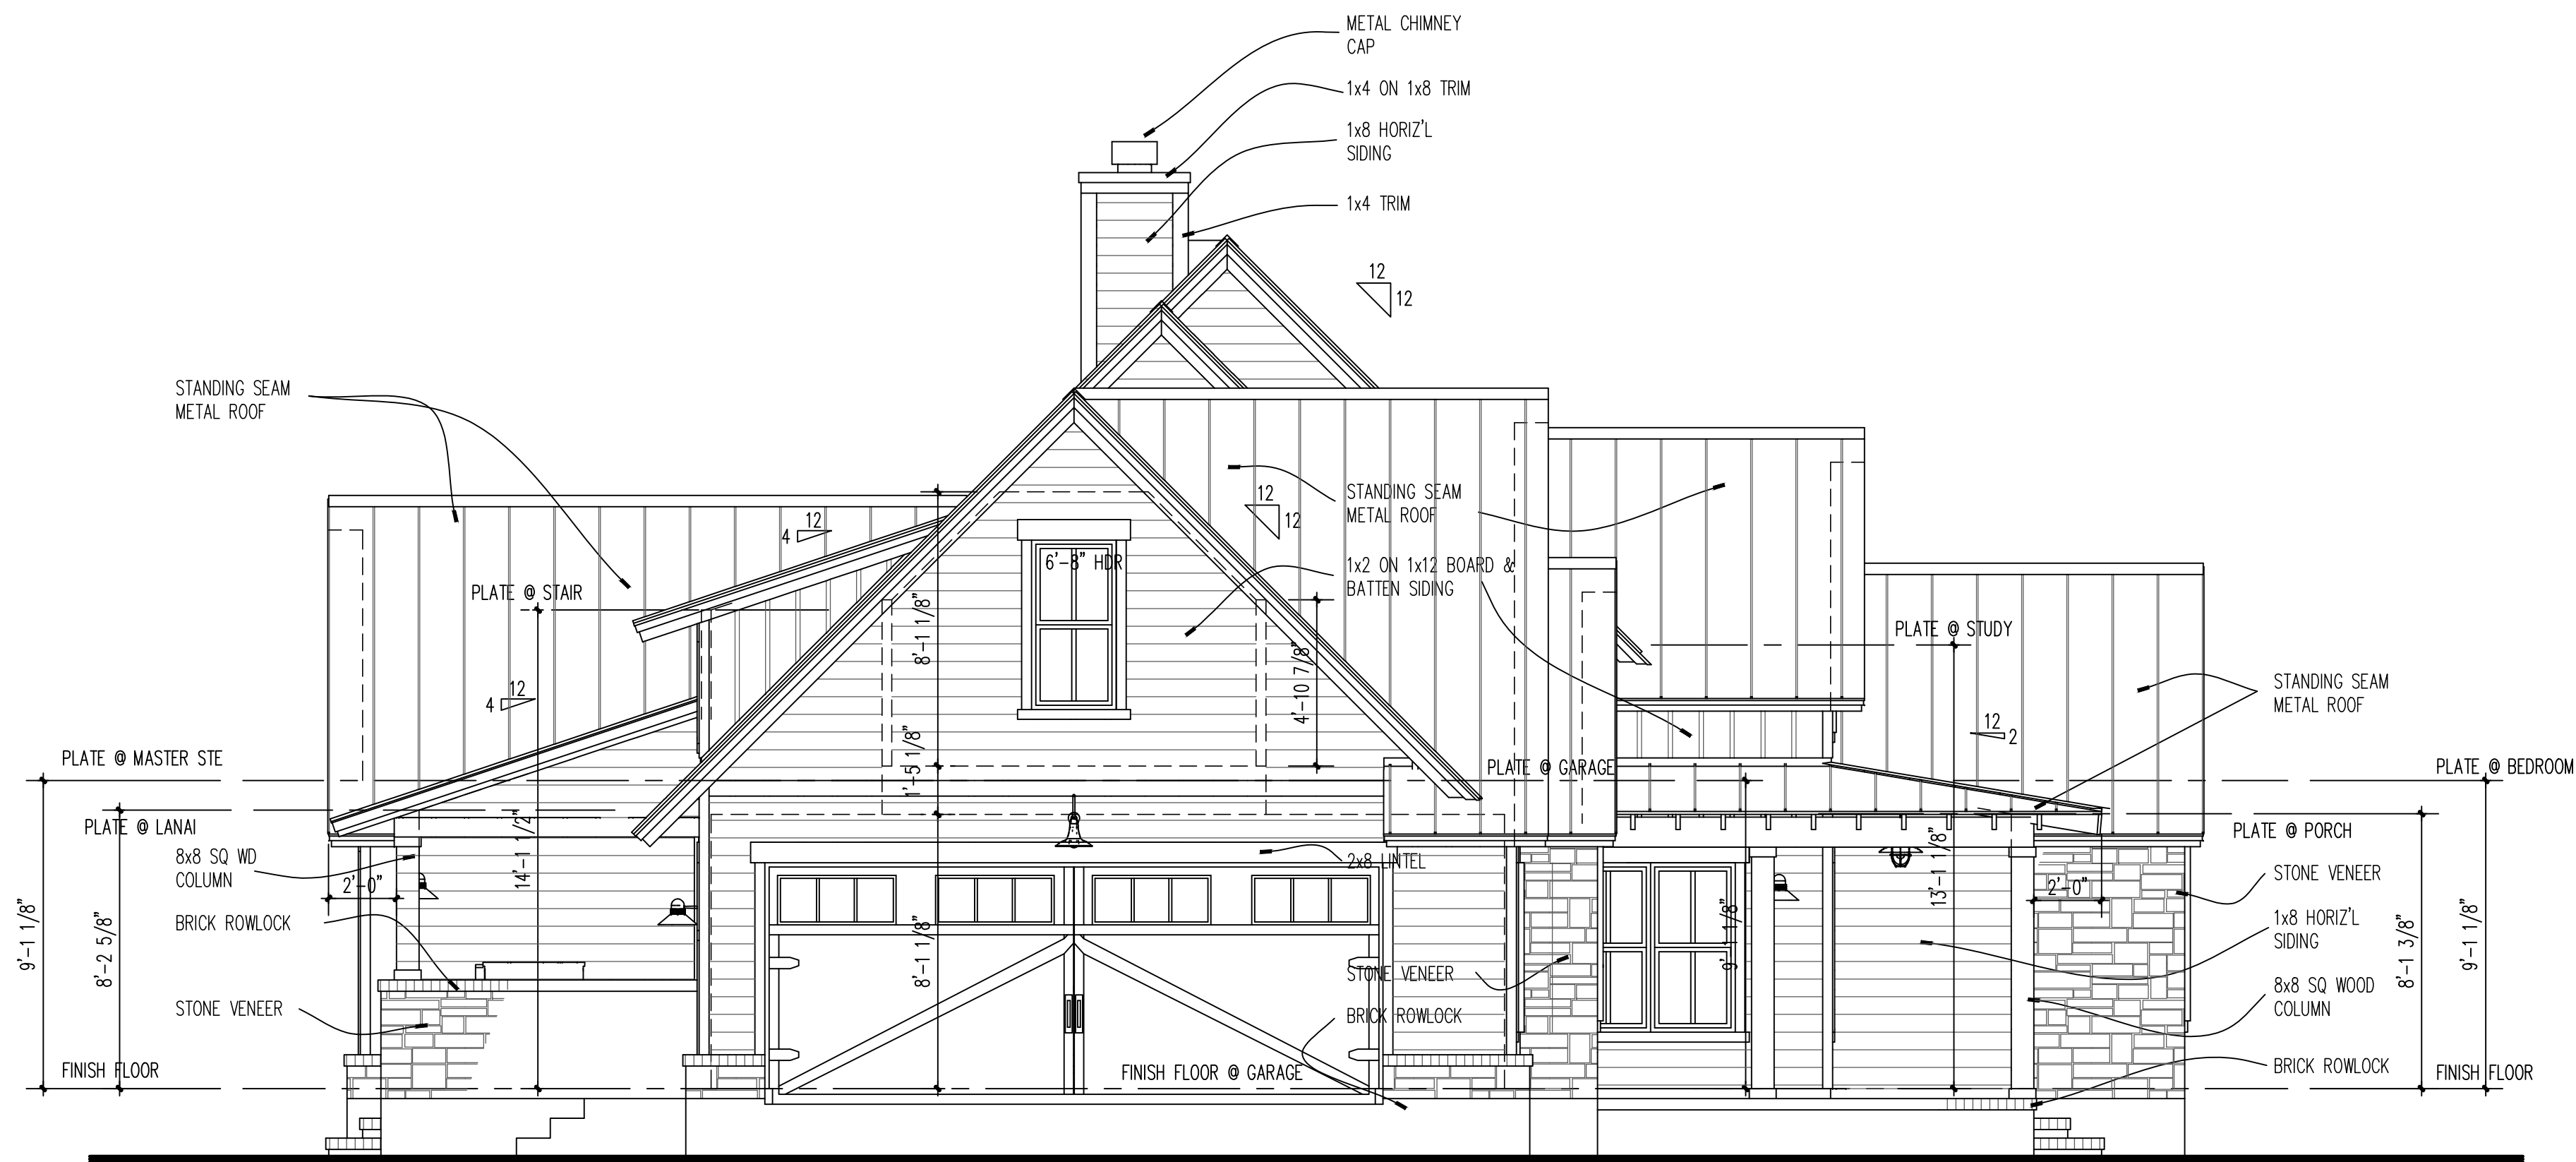 METAL CHIMNEY
CAP
1x4 ON 1x8 TRIM
1x8 HORIZ'L
SIDING
1x4 TRIM
12
12
STANDING SEAM
METAL ROOF
12
4
12
12
STANDING SEAM
METAL ROOF
6'-8" HDR
1x2 ON 1x12 BOARD &
BATTEN SIDING
PLATE @ STAIR
8'-1 1/8"
4'-10 7/8"
PLATE @ STUDY
12
4
STANDING SEAM
METAL ROOF
12
2
PLATE @ MASTER STE
1'-5 1/8"
PLATE @ GARAGE
PLATE @ BEDROOM
PLATE @ LANAI
PLATE @ PORCH
8x8 SQ WD
COLUMN
2'-0"
14'-1 1/2"
2x8 LINTEL
13'-1 1/8"
2'-0"
STONE VENEER
BRICK ROWLOCK
9'-1 1/8"
8'-2 5/8"
8'-1 1/8"
9'-1 1/8"
1x8 HORIZ'L
SIDING
8'-1 3/8"
9'-1 1/8"
STONE VENEER
STONE VENEER
BRICK ROWLOCK
8x8 SQ WOOD
COLUMN
FINISH FLOOR
FINISH FLOOR @ GARAGE
BRICK ROWLOCK
FINISH FLOOR